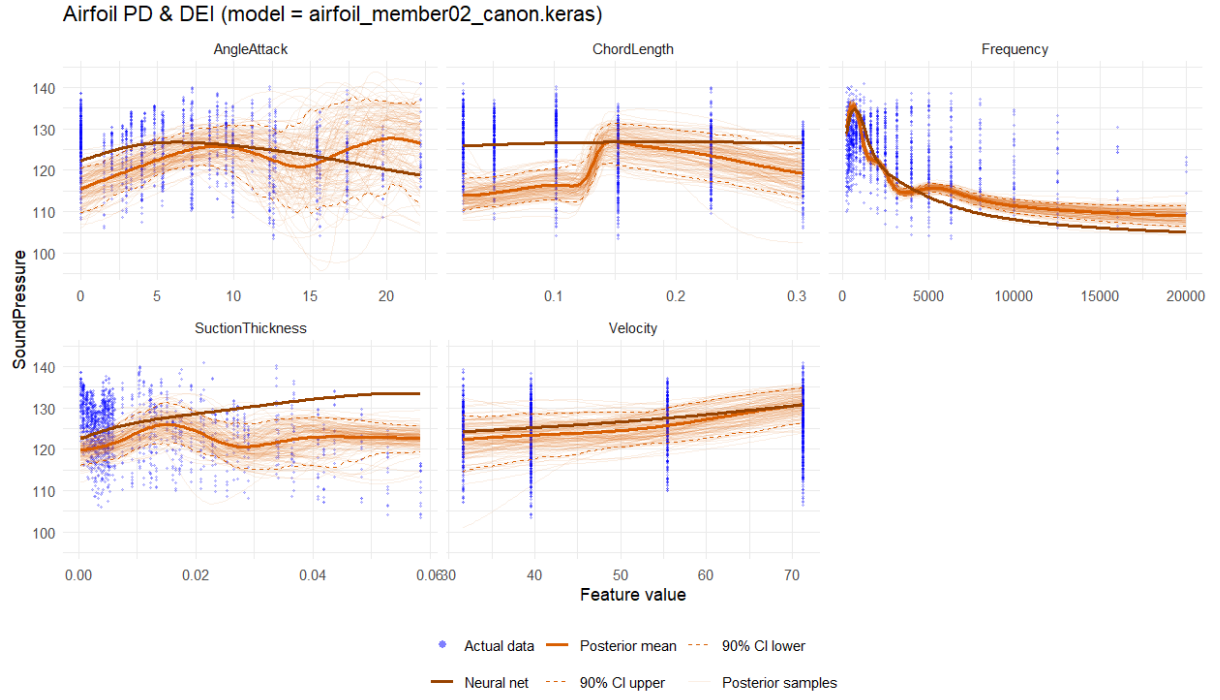 Airfoil PD & DEI (model = airfoil_member02_canon.keras)
AngleAttack
ChordLength
Frequency
140
130
120
110
100
0 5 10 15 20
0.1 0.2 0.3
0 5000 10000 15000 20000
SoundPressure
SuctionThickness
Velocity
140
130
120
110
100
0.00 0.02 0.04 0.06
30 40 50 60 70
Feature value
Actual data Posterior mean 90% CI lower
Neural net 90% CI upper Posterior samples